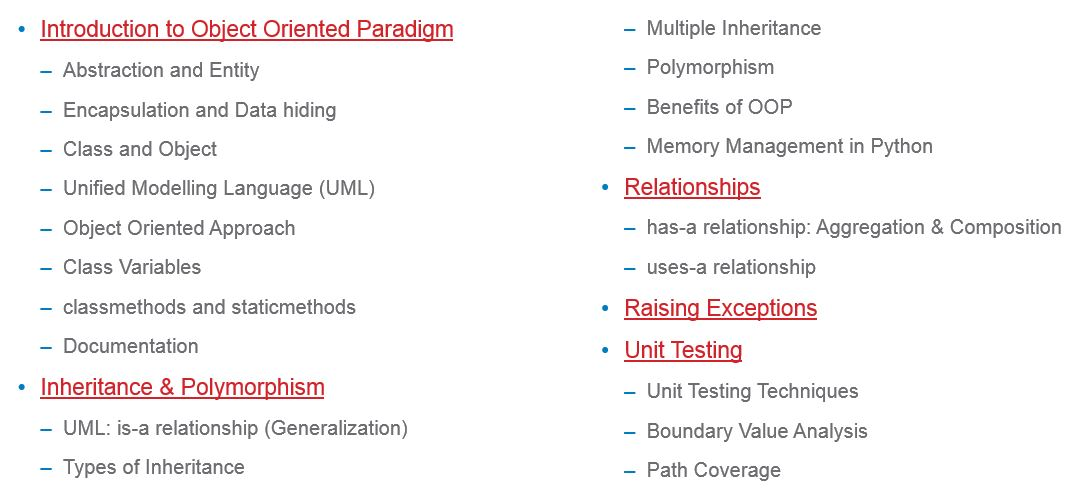 • Introduction to Object Oriented Paradigm
– Abstraction and Entity
– Encapsulation and Data hiding
– Class and Object
– Unified Modelling Language (UML)
– Object Oriented Approach
– Class Variables
– classmethods and staticmethods
– Documentation
• Inheritance & Polymorphism
– UML: is-a relationship (Generalization)
– Types of Inheritance
– Multiple Inheritance
– Polymorphism
– Benefits of OOP
– Memory Management in Python
• Relationships
– has-a relationship: Aggregation & Composition
– uses-a relationship
• Raising Exceptions
• Unit Testing
– Unit Testing Techniques
– Boundary Value Analysis
– Path Coverage